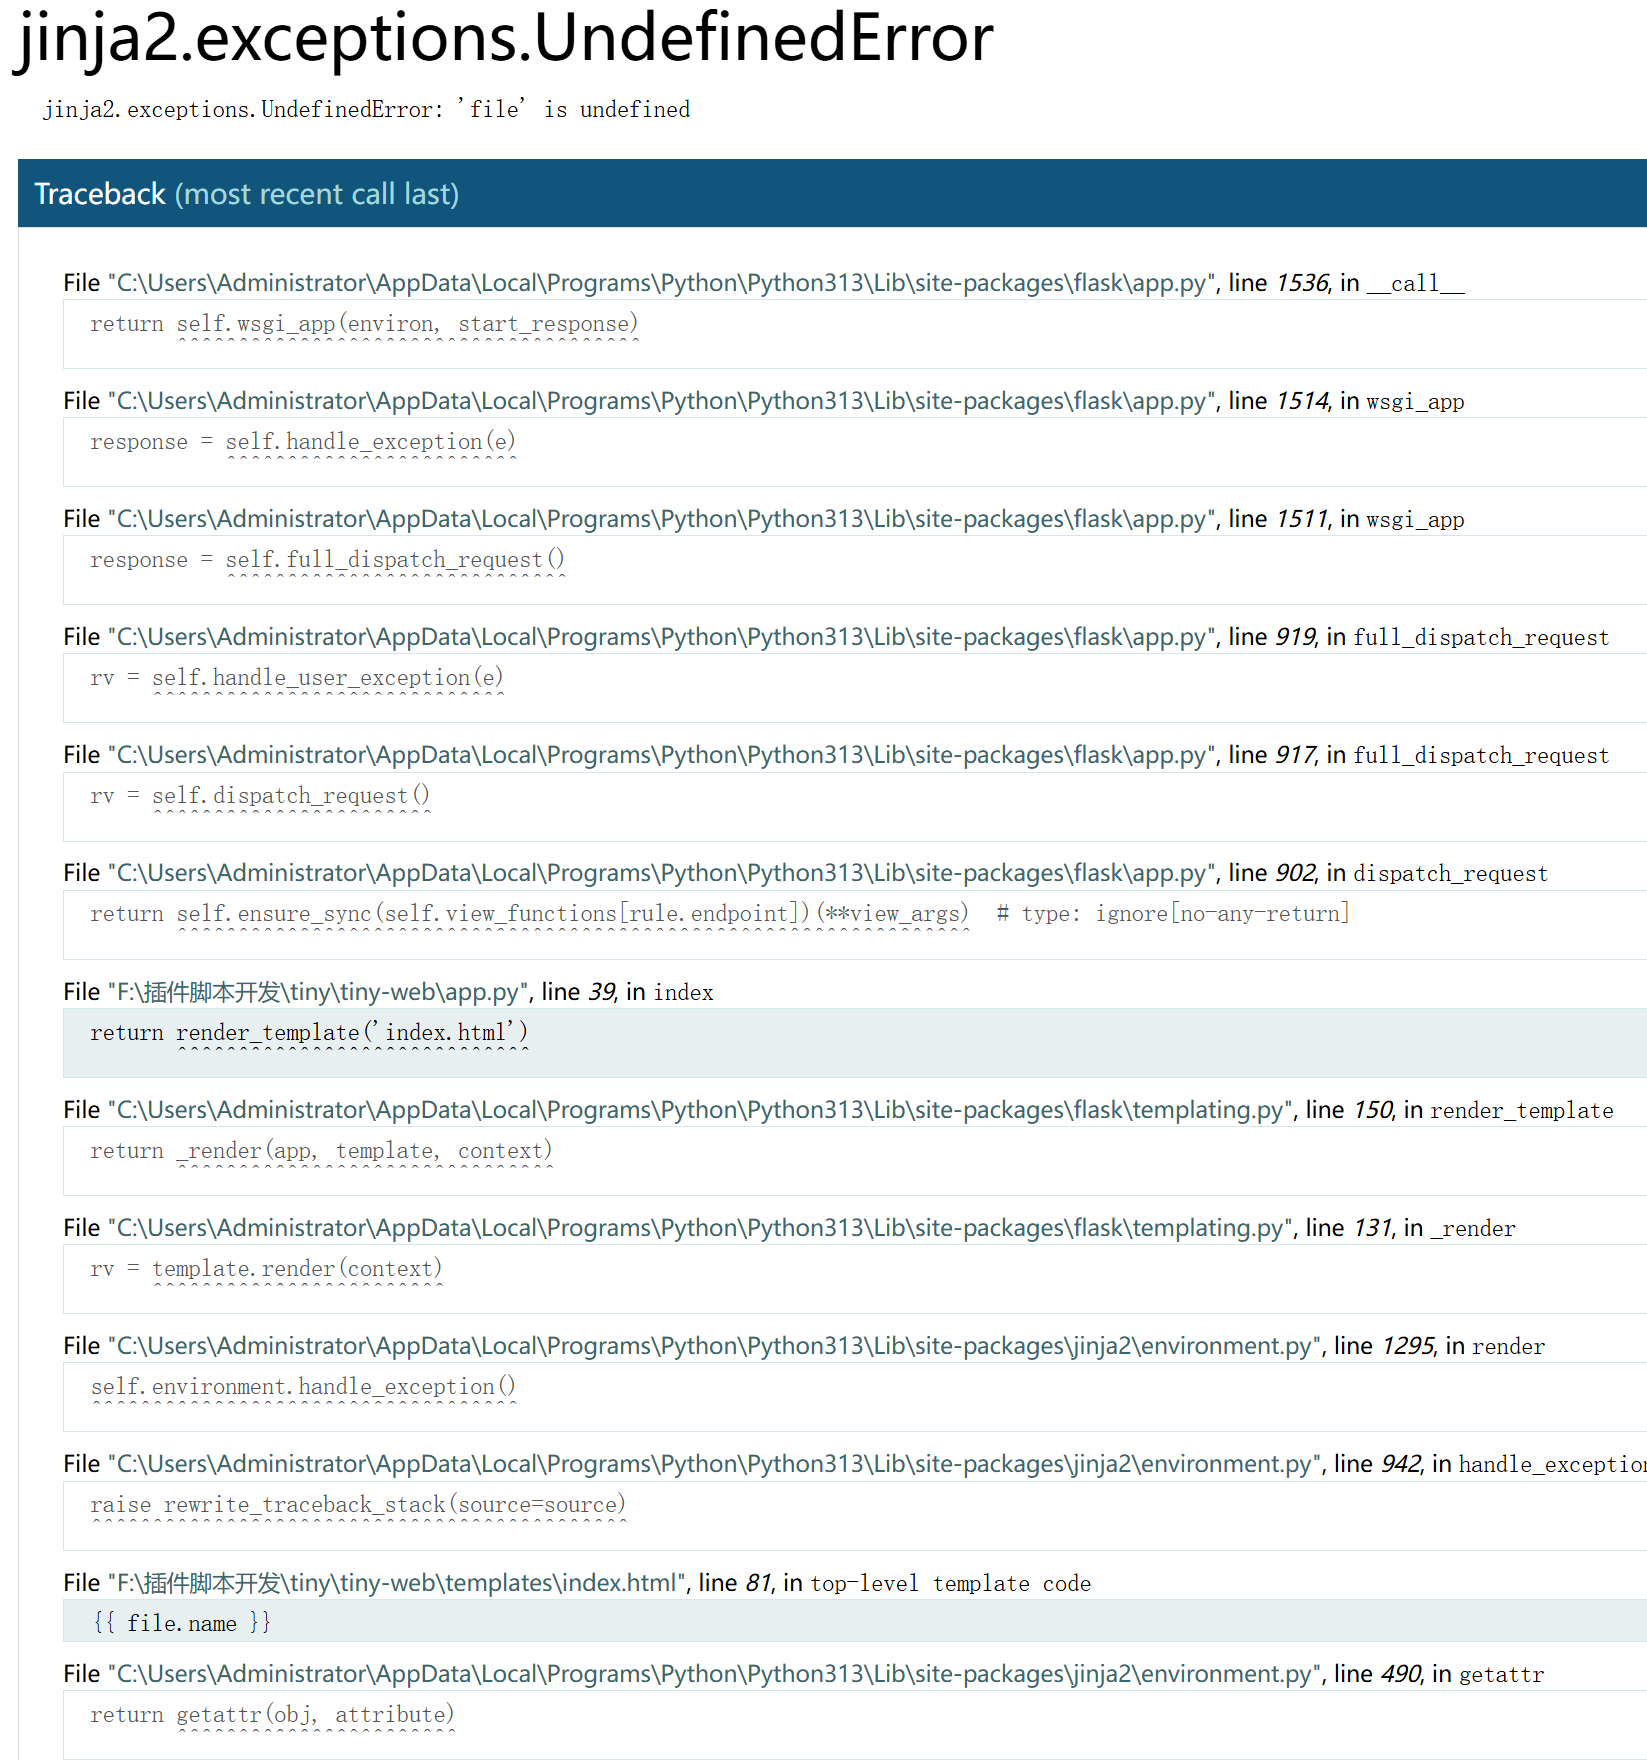 jinja2.exceptions.UndefinedError
jinja2.exceptions.UndefinedError: 'file' is undefined
Traceback (most recent call last)
File "C:\Users\Administrator\AppData\Local\Programs\Python\Python313\Lib\site-packages\flask\app.py", line 1536, in __call__
return self.wsgi_app(environ, start_response)
^^^^^^^^^^^^^^^^^^^^^^^^^^^^^^^^^^^^^^
File "C:\Users\Administrator\AppData\Local\Programs\Python\Python313\Lib\site-packages\flask\app.py", line 1514, in wsgi_app
response = self.handle_exception(e)
^^^^^^^^^^^^^^^^^^^^^^^^
File "C:\Users\Administrator\AppData\Local\Programs\Python\Python313\Lib\site-packages\flask\app.py", line 1511, in wsgi_app
response = self.full_dispatch_request()
^^^^^^^^^^^^^^^^^^^^^^^^^^^^
File "C:\Users\Administrator\AppData\Local\Programs\Python\Python313\Lib\site-packages\flask\app.py", line 919, in full_dispatch_request
rv = self.handle_user_exception(e)
^^^^^^^^^^^^^^^^^^^^^^^^^^^^^
File "C:\Users\Administrator\AppData\Local\Programs\Python\Python313\Lib\site-packages\flask\app.py", line 917, in full_dispatch_request
rv = self.dispatch_request()
^^^^^^^^^^^^^^^^^^^^^^^
File "C:\Users\Administrator\AppData\Local\Programs\Python\Python313\Lib\site-packages\flask\app.py", line 902, in dispatch_request
return self.ensure_sync(self.view_functions[rule.endpoint])(**view_args)  # type: ignore[no-any-return]
^^^^^^^^^^^^^^^^^^^^^^^^^^^^^^^^^^^^^^^^^^^^^^^^^^^^^^^^^^^^^^^^^
File "F:\插件脚本开发\tiny\tiny-web\app.py", line 39, in index
return render_template('index.html')
^^^^^^^^^^^^^^^^^^^^^^^^^^^^^
File "C:\Users\Administrator\AppData\Local\Programs\Python\Python313\Lib\site-packages\flask\templating.py", line 150, in render_template
return _render(app, template, context)
^^^^^^^^^^^^^^^^^^^^^^^^^^^^^^^
File "C:\Users\Administrator\AppData\Local\Programs\Python\Python313\Lib\site-packages\flask\templating.py", line 131, in _render
rv = template.render(context)
^^^^^^^^^^^^^^^^^^^^^^^^
File "C:\Users\Administrator\AppData\Local\Programs\Python\Python313\Lib\site-packages\jinja2\environment.py", line 1295, in render
self.environment.handle_exception()
^^^^^^^^^^^^^^^^^^^^^^^^^^^^^^^^^^^
File "C:\Users\Administrator\AppData\Local\Programs\Python\Python313\Lib\site-packages\jinja2\environment.py", line 942, in handle_exception
raise rewrite_traceback_stack(source=source)
^^^^^^^^^^^^^^^^^^^^^^^^^^^^^^^^^^^^^^^^^^^^
File "F:\插件脚本开发\tiny\tiny-web\templates\index.html", line 81, in top-level template code
{{ file.name }}
File "C:\Users\Administrator\AppData\Local\Programs\Python\Python313\Lib\site-packages\jinja2\environment.py", line 490, in getattr
return getattr(obj, attribute)
^^^^^^^^^^^^^^^^^^^^^^^